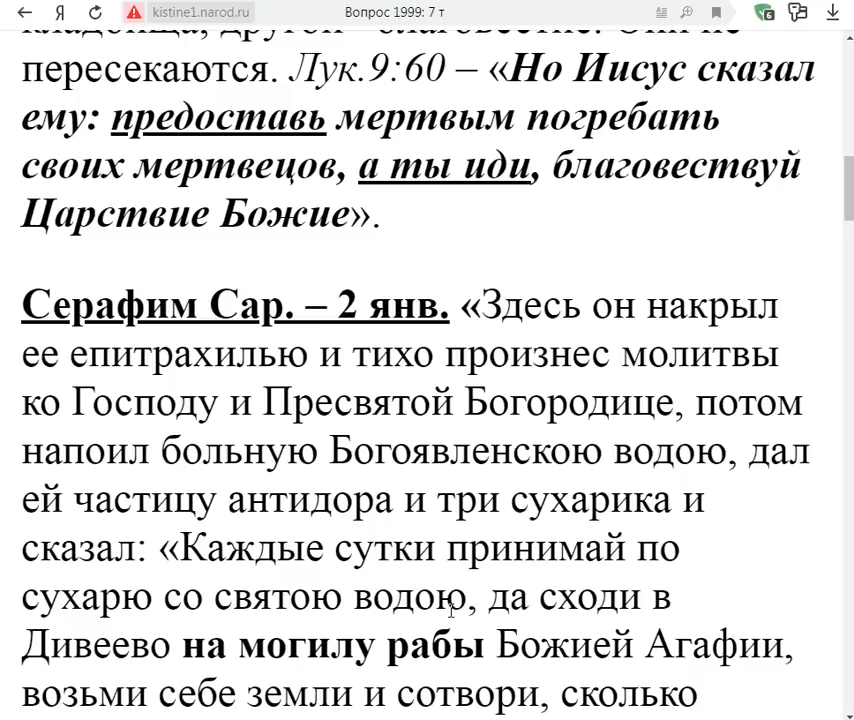 kistine1.narod.ru
Вопрос 1999: 7 т
6
пересекаются. Лук.9:60 – «Но Иисус сказал
ему: предоставь мертвым погребать
своих мертвецов, а ты иди, благовествуй
Царствие Божие».
Серафим Сар. – 2 янв. «Здесь он накрыл
ее епитрахилью и тихо произнес молитвы
ко Господу и Пресвятой Богородице, потом
напоил больную Богоявленскою водою, дал
ей частицу антидора и три сухарика и
сказал: «Каждые сутки принимай по
сухарю со святою водою, да сходи в
Дивеево на могилу рабы Божией Агафии,
возьми себе земли и сотвори, сколько